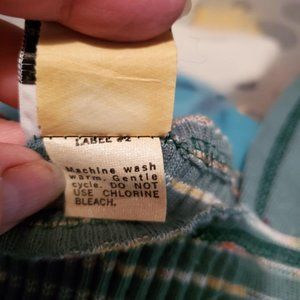 LABEL #2
Machine wash
warm. Gentle
cycle. DO NOT
USE CHLORINE
BLEACH.